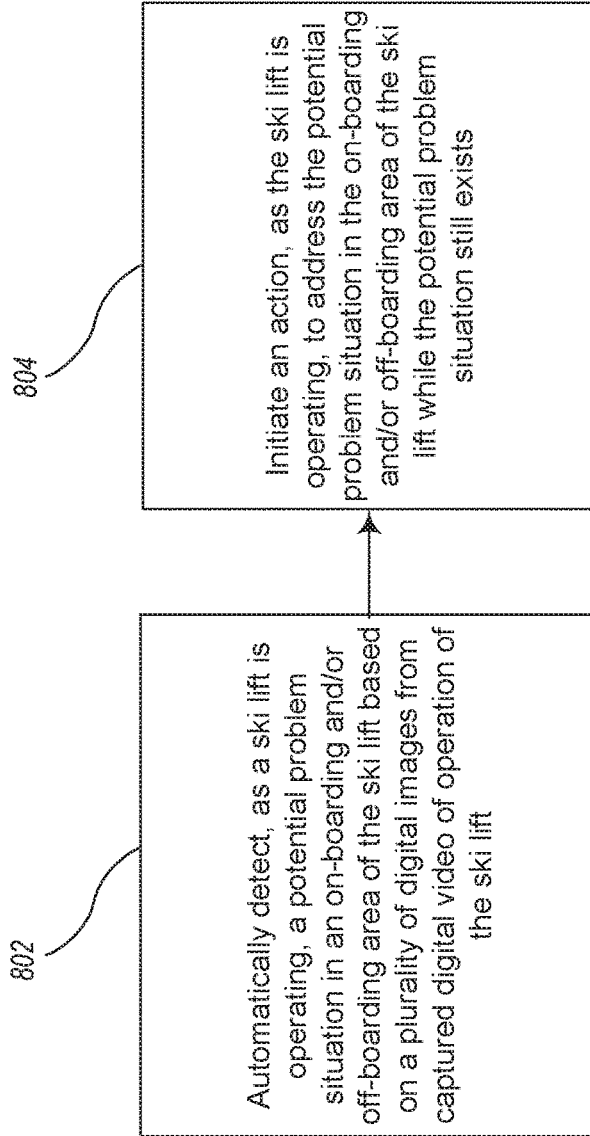 802
Automatically detect, as a ski lift is
operating, a potential problem
situation in an on-boarding and/or
off-boarding area of the ski lift based
on a plurality of digital images from
captured digital video of operation of
the ski lift
804
Initiate an action, as the ski lift is
operating, to address the potential
problem situation in the on-boarding
and/or off-boarding area of the ski
lift while the potential problem
situation still exists